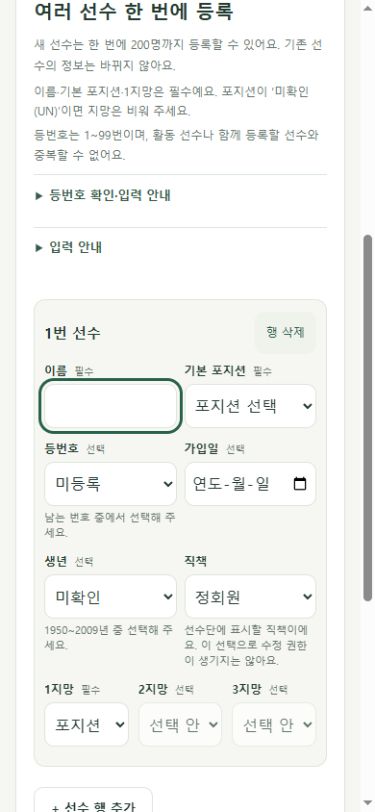 여러 선수 한 번에 등록
새 선수는 한 번에 200명까지 등록할 수 있어요. 기존 선
수의 정보는 바뀌지 않아요.
이름·기본 포지션·1지망은 필수예요. 포지션이 '미확인
(UN)'이면 지망은 비워 주세요.
등번호는 1~99번이며, 활동 선수나 함께 등록할 선수와
중복할 수 없어요.
▶ 등번호 확인·입력 안내
▶ 입력 안내
1번 선수 행 삭제
이름 필수 기본 포지션 필수
포지션 선택
등번호 선택 가입일 선택
미등록 연도-월-일
남는 번호 중에서 선택해 주
세요.
생년 선택 직책
미확인 정회원
1950~2009년 중 선택해 주 선수단에 표시할 직책이에
세요. 요. 이 선택으로 수정 권한
이 생기지는 않아요.
1지망 필수 2지망 선택 3지망 선택
포지션 선택 안 선택 안
+ 선수 행 추가